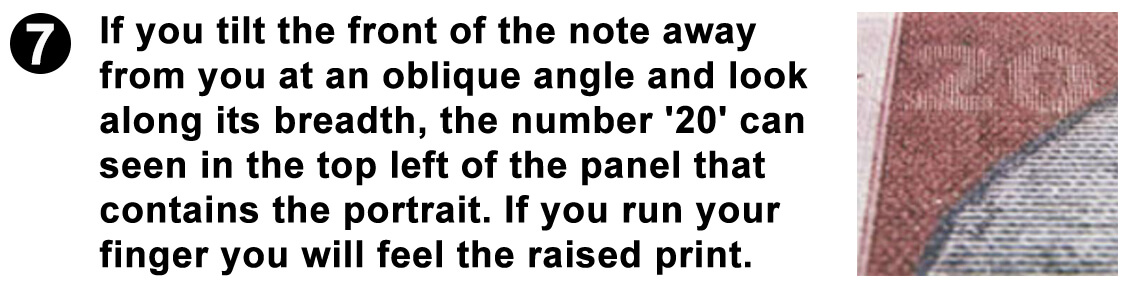 7
If you tilt the front of the note away
from you at an oblique angle and look
along its breadth, the number '20' can
seen in the top left of the panel that
contains the portrait. If you run your
finger you will feel the raised print.
20